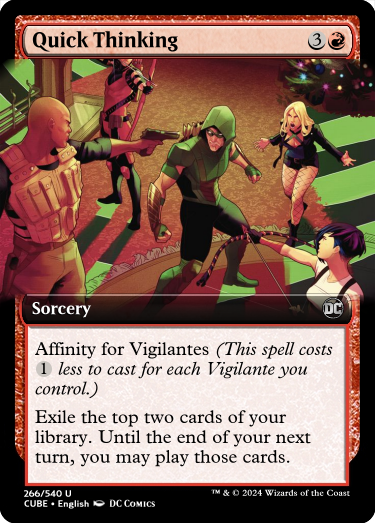 Quick Thinking 3
DC
Sorcery
Affinity for Vigilantes (This spell costs
1 less to cast for each Vigilante you
control.)
Exile the top two cards of your
library. Until the end of your next
turn, you may play those cards.
266/540 U
CUBE • English DC COMICS
™ & © 2024 Wizards of the Coast